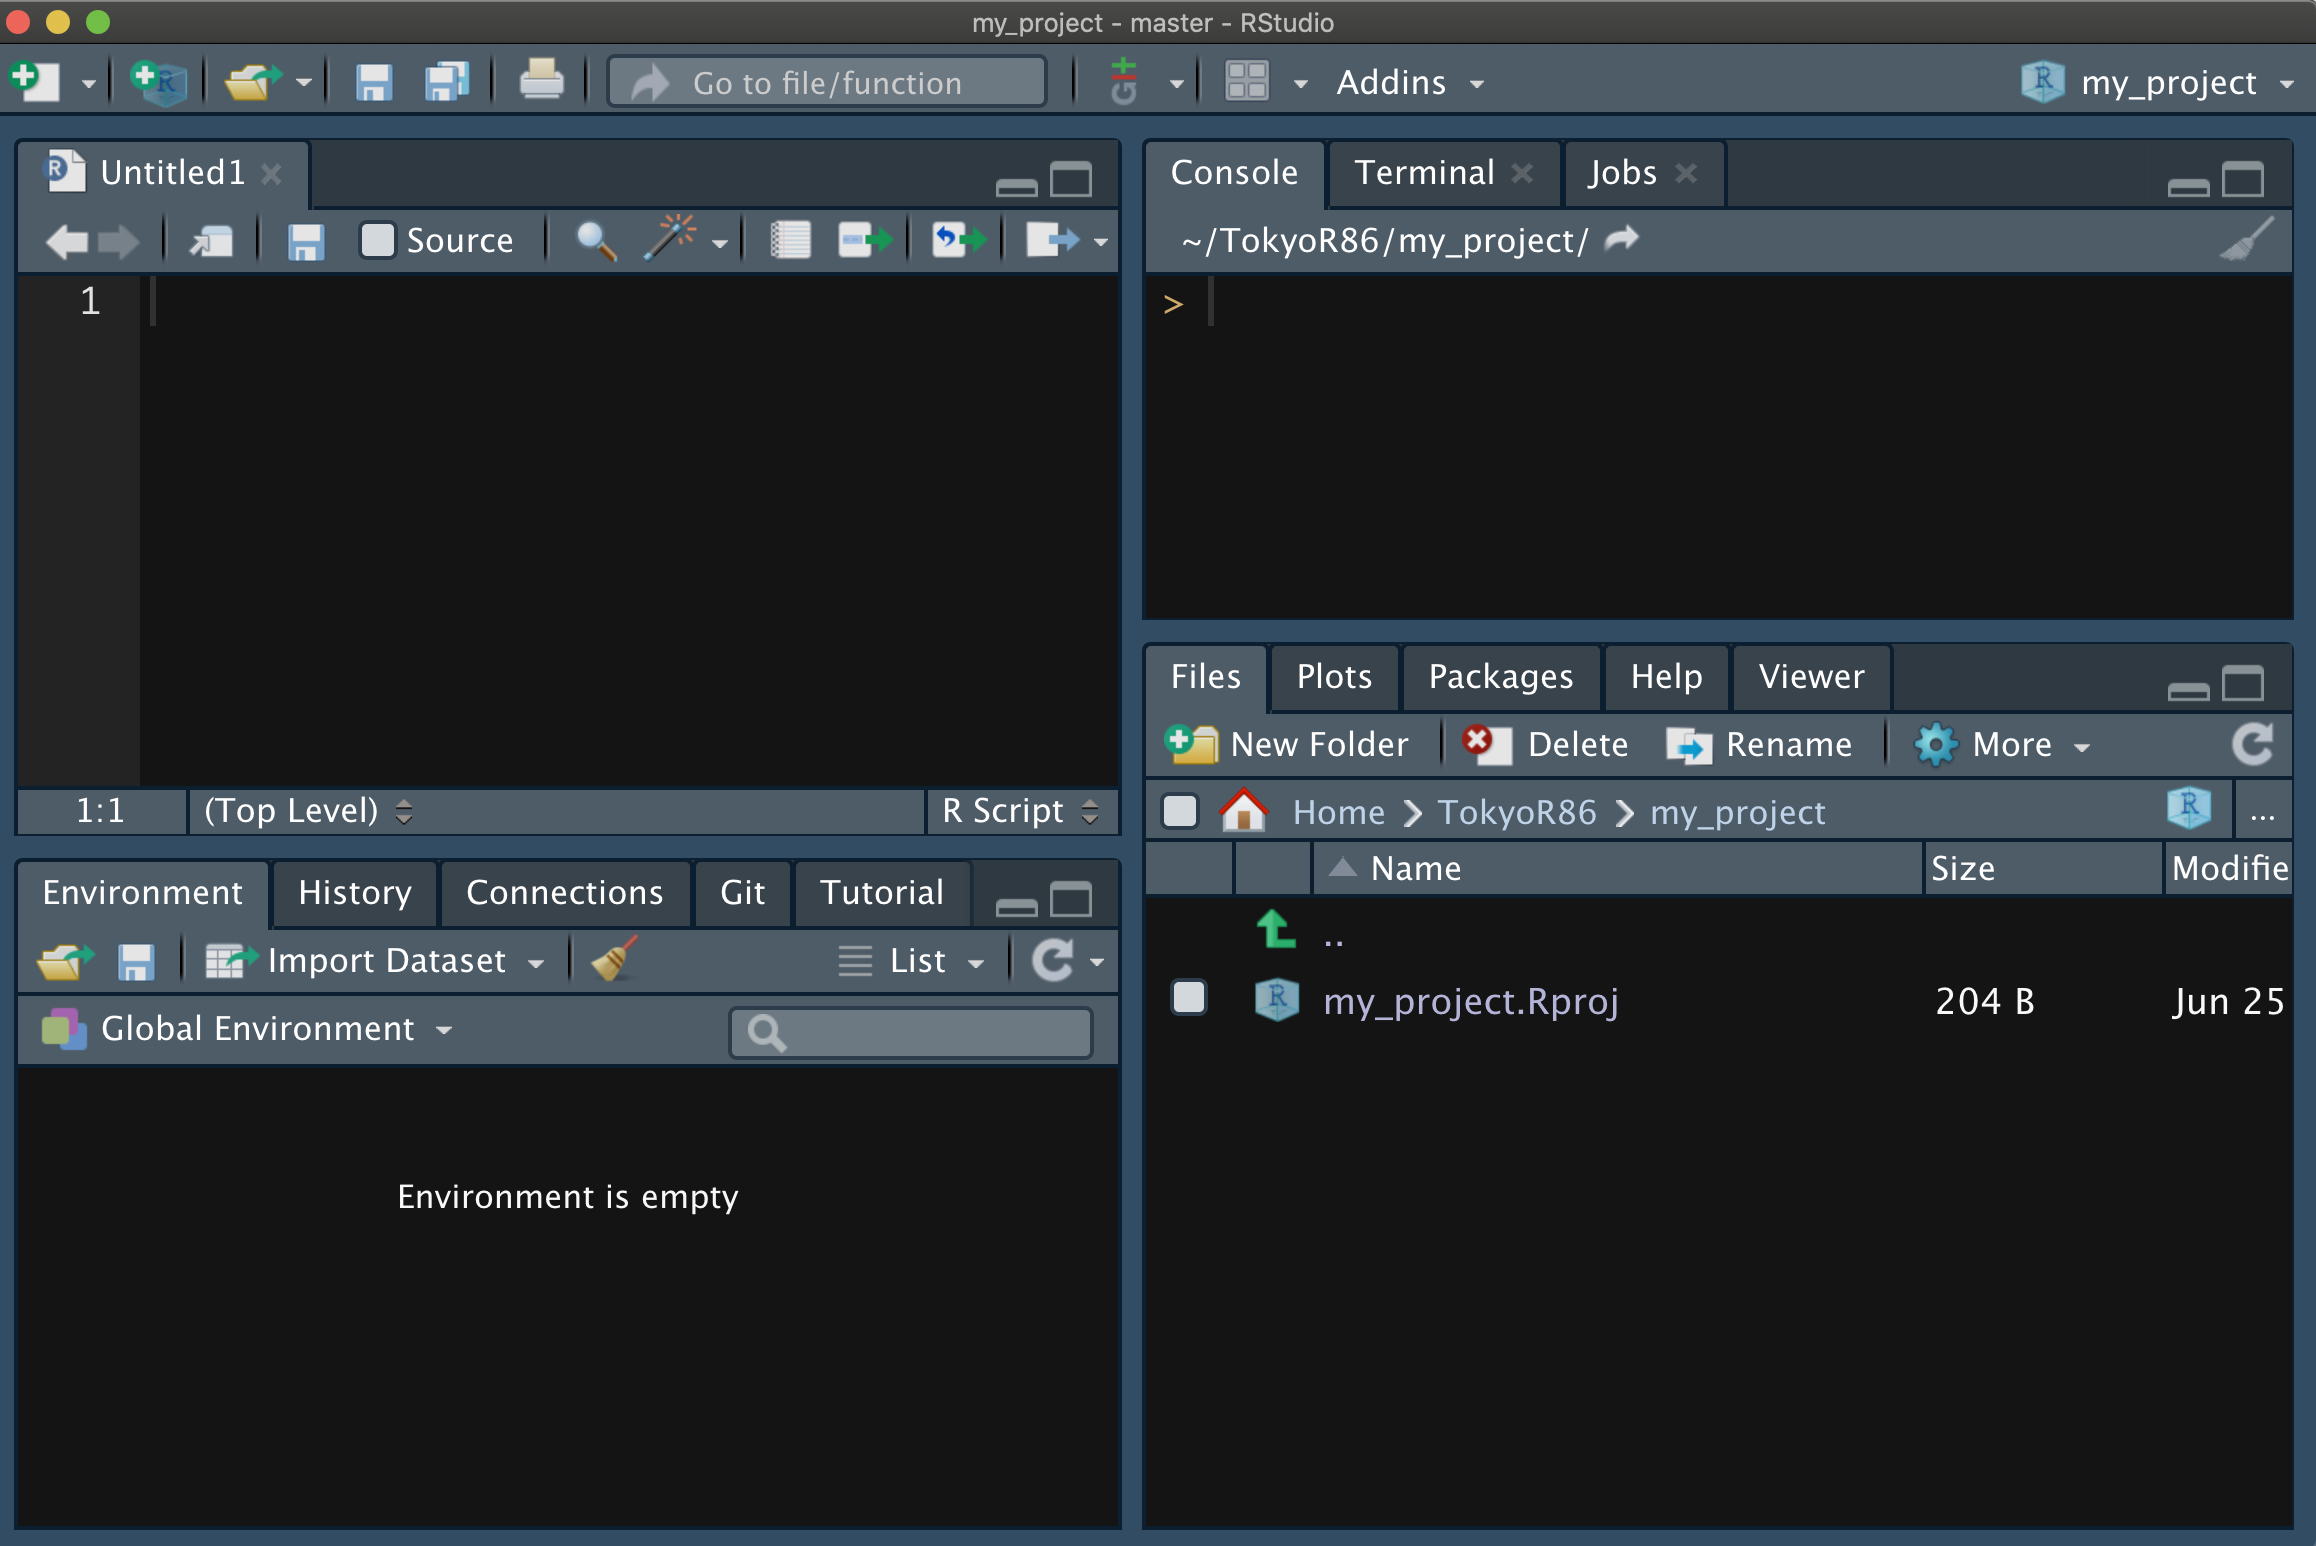 my_project - master - RStudio
Go to file/function
Git
Addins
my_project
Untitled1
Source
1
1:1
(Top Level)
R Script
Console
Terminal
Jobs
~/TokyoR86/my_project/
>
Environment
History
Connections
Git
Tutorial
Import Dataset
List
Global Environment
Environment is empty
Files
Plots
Packages
Help
Viewer
New Folder
Delete
Rename
More
Home
TokyoR86
my_project
...
Name
Size
Modifie
..
my_project.Rproj
204 B
Jun 25